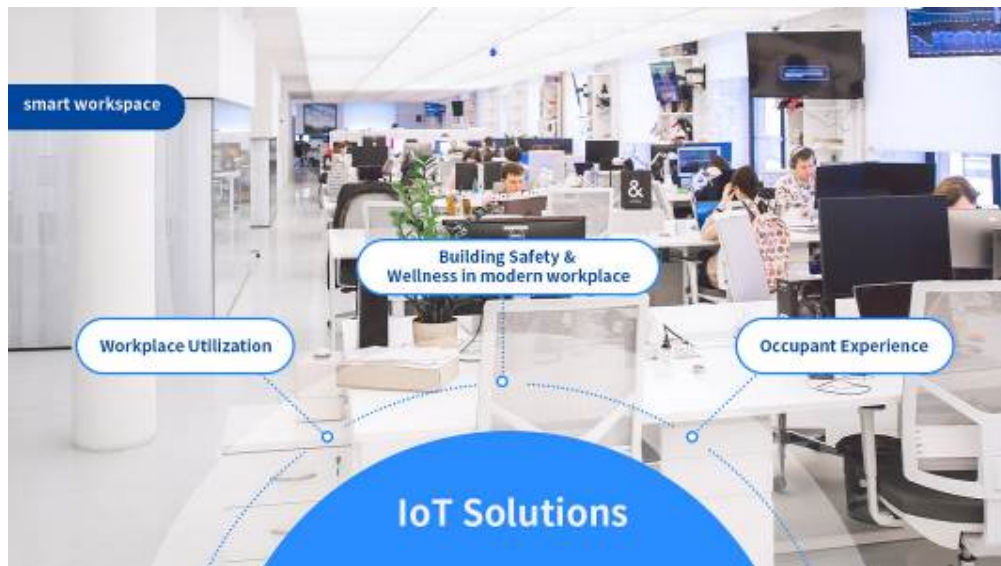 smart workspace
&
Building Safety &
Wellness in modern workplace
Workplace Utilization
Occupant Experience
IoT Solutions